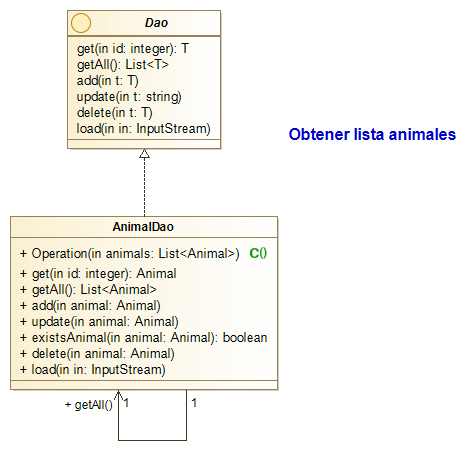 Dao
get(in id: integer): T
getAll(): List<T>
add(in t: T)
update(in t: string)
delete(in t: T)
load(in in: InputStream)
Obtener lista animales
AnimalDao
+ Operation(in animals: List<Animal>) C()
+ get(in id: integer): Animal
+ getAll(): List<Animal>
+ add(in animal: Animal)
+ update(in animal: Animal)
+ existsAnimal(in animal: Animal): boolean
+ delete(in animal: Animal)
+ load(in in: InputStream)
+ getAll() 1 1